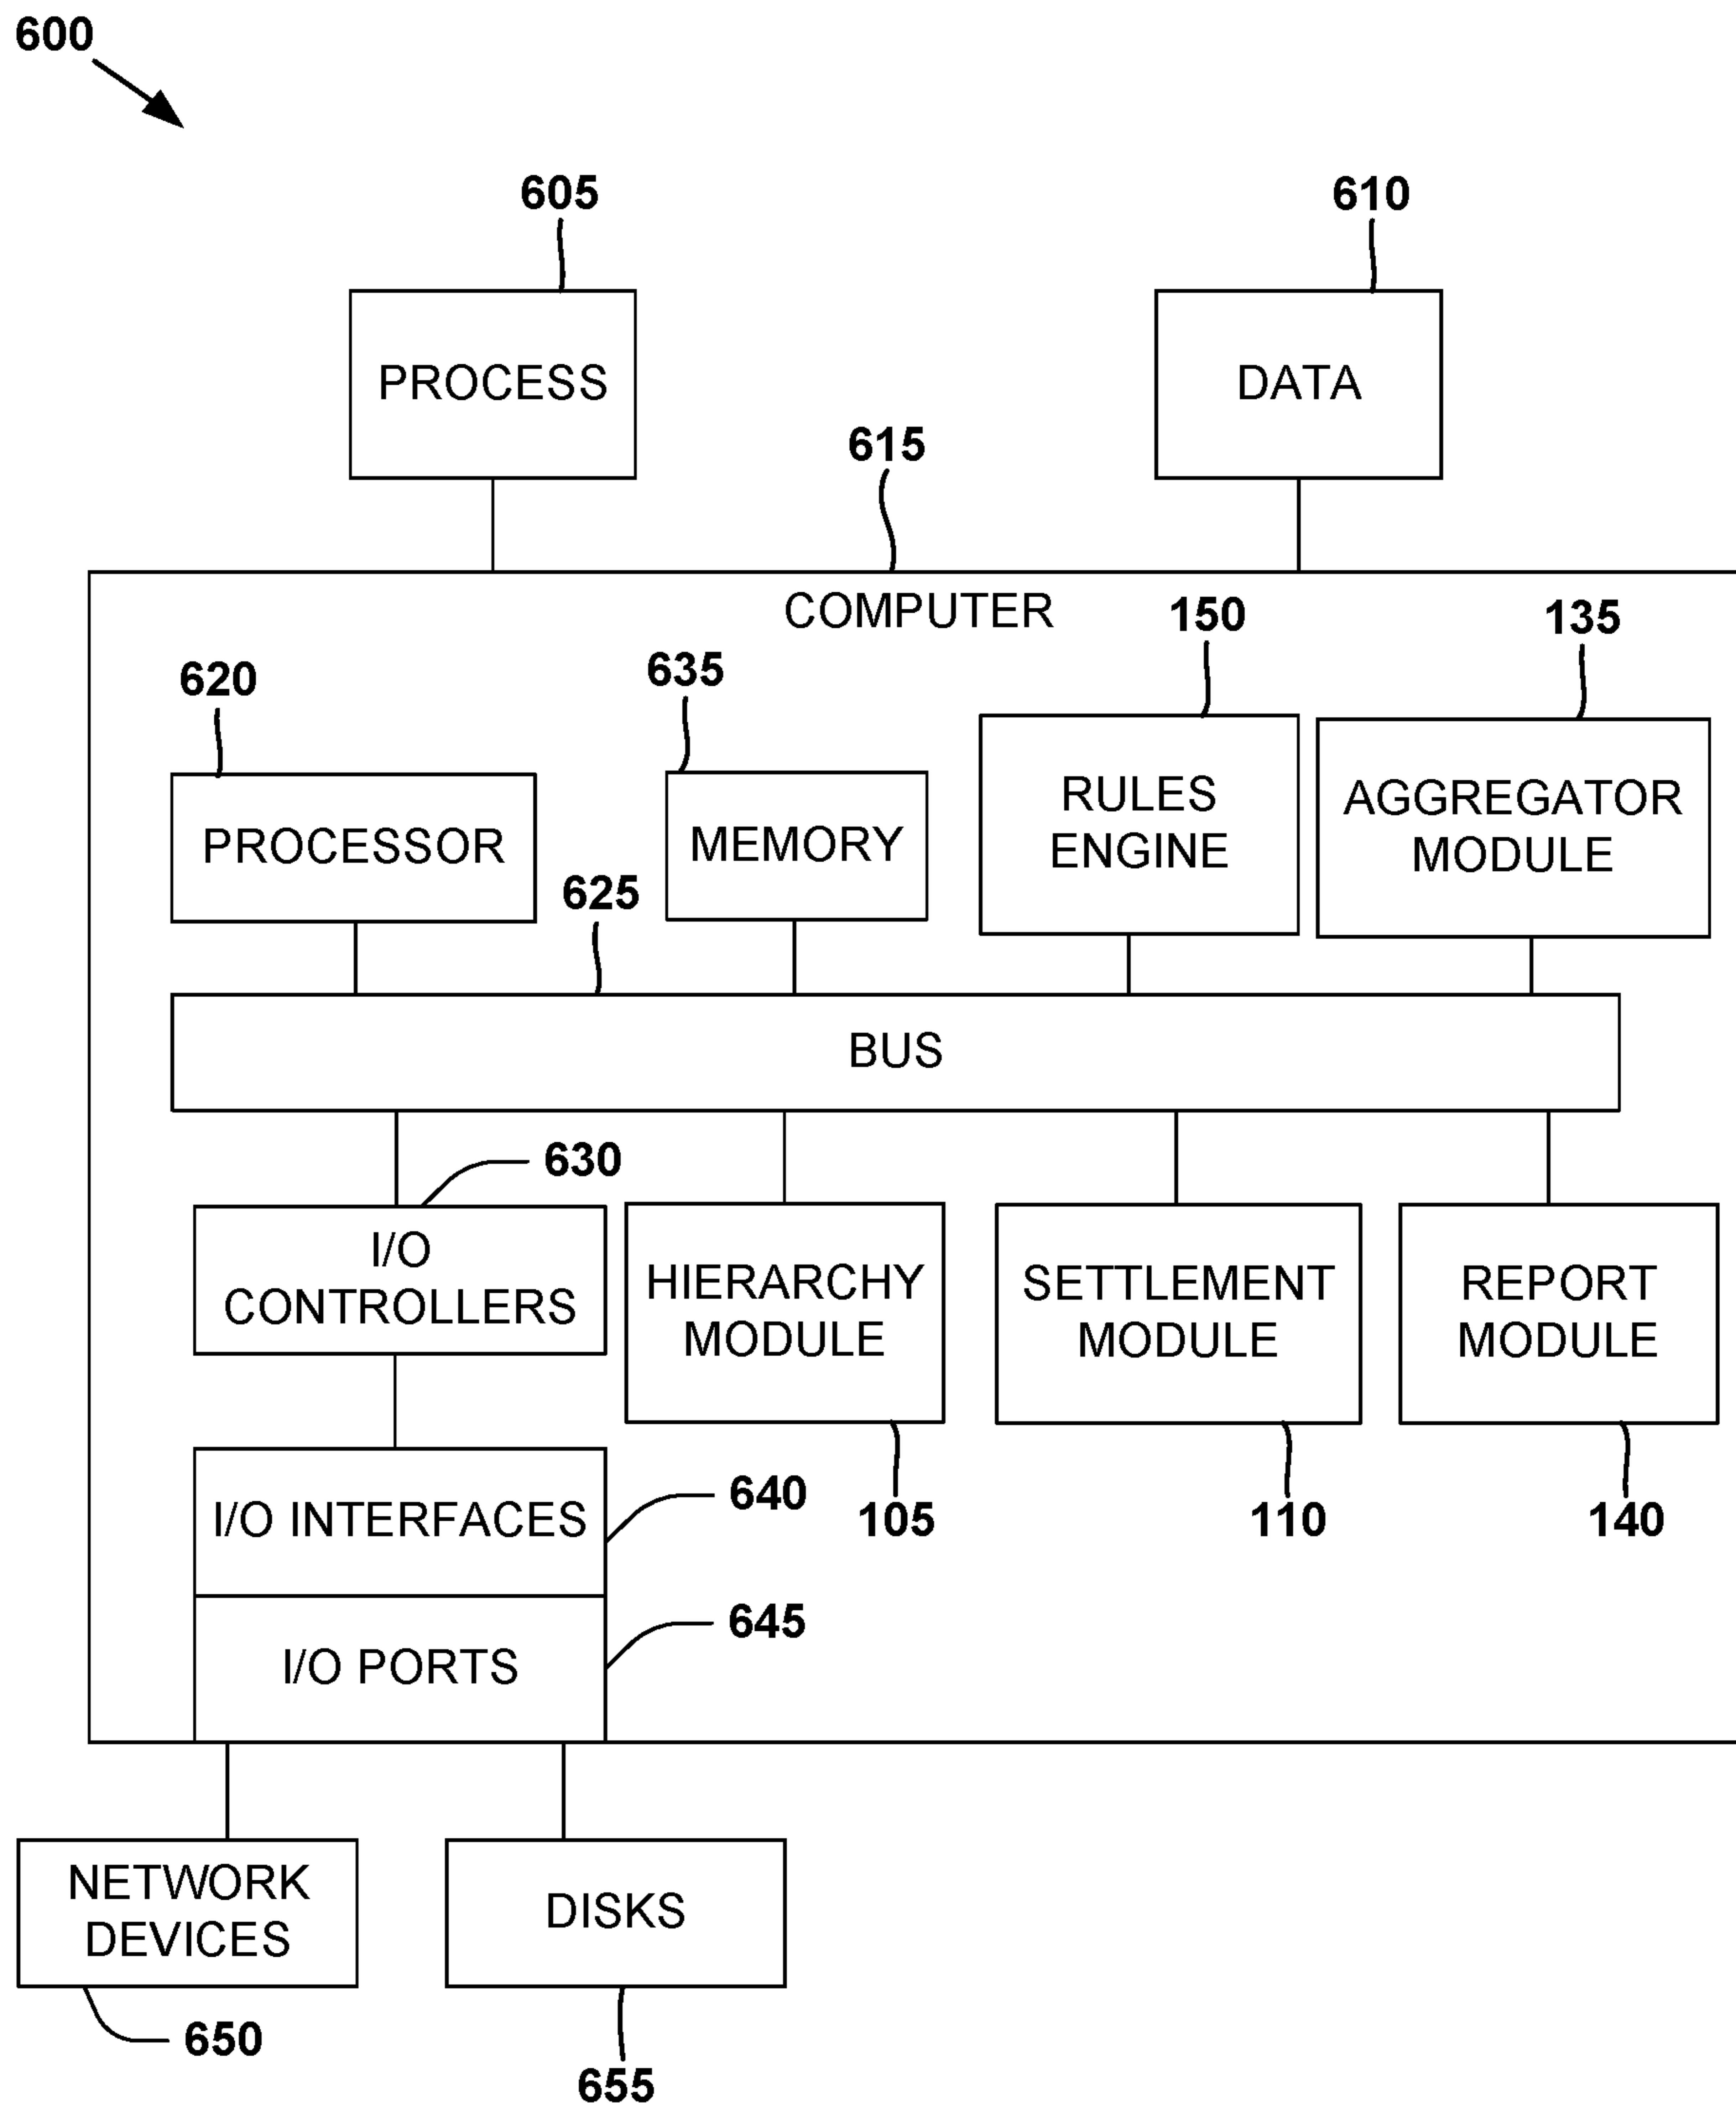 600
605
610
PROCESS
DATA
615
COMPUTER
150
135
620
635
RULES
ENGINE
AGGREGATOR
MODULE
PROCESSOR
MEMORY
625
BUS
630
I/O
CONTROLLERS
HIERARCHY
MODULE
SETTLEMENT
MODULE
REPORT
MODULE
I/O INTERFACES
640
105
110
140
I/O PORTS
645
NETWORK
DEVICES
DISKS
650
655